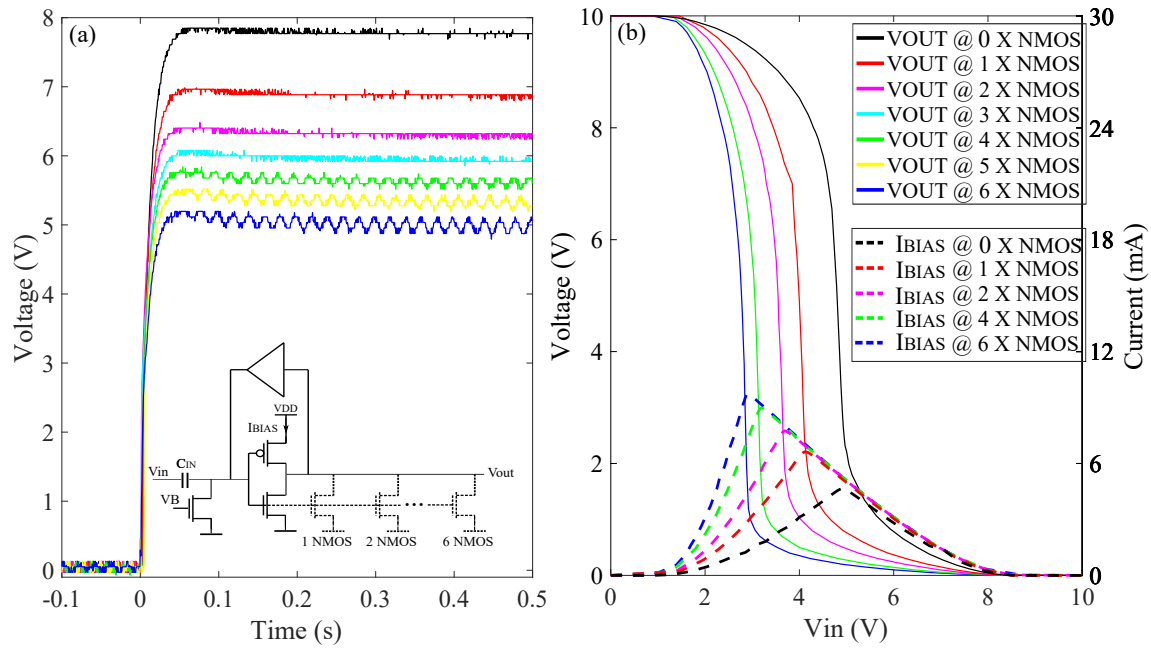 (a)
Voltage (V)
8
7
6
5
4
3
2
1
0
-0.1 0 0.1 0.2 0.3 0.4 0.5
Time (s)
VDD
IBIAS
Vin
CIN
VB
Vout
1 NMOS 2 NMOS 6 NMOS
(b)
Voltage (V)
10
8
6
4
2
0
0 2 4 6 8 10
Vin (V)
30
24
18
12
6
0
Current (mA)
VOUT @ 0 X NMOS
VOUT @ 1 X NMOS
VOUT @ 2 X NMOS
VOUT @ 3 X NMOS
VOUT @ 4 X NMOS
VOUT @ 5 X NMOS
VOUT @ 6 X NMOS
IBIAS @ 0 X NMOS
IBIAS @ 1 X NMOS
IBIAS @ 2 X NMOS
IBIAS @ 4 X NMOS
IBIAS @ 6 X NMOS